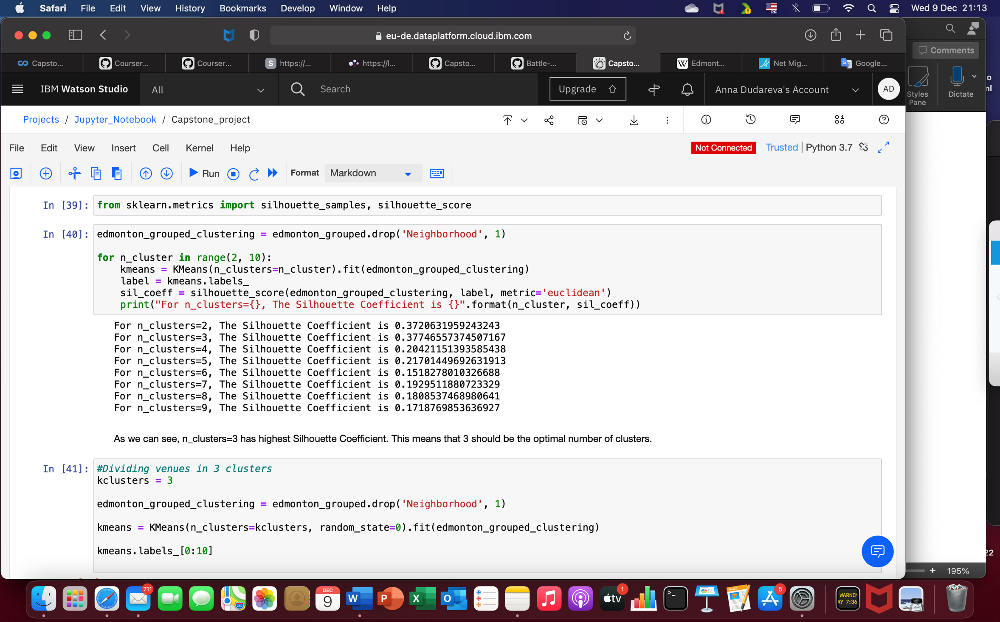 Safari File Edit View History Bookmarks Develop Window Help
PC
Wed 9 Dec 21:13
eu-de.dataplatform.cloud.ibm.com
Comments
Capsto...
Courser...
Courser...
S https://...
https://l...
Capsto...
Battle-...
Capsto...
W Edmont...
Net Mig...
Google...
Styles Pane
Dictate
IBM Watson Studio
All
Search
Upgrade
Anna Dudareva's Account
AD
Projects / Jupyter_Notebook / Capstone_project
File Edit View Insert Cell Kernel Help
Not Connected
Trusted | Python 3.7
Run
Format
Markdown
In [39]: from sklearn.metrics import silhouette_samples, silhouette_score
In [40]: edmonton_grouped_clustering = edmonton_grouped.drop('Neighborhood', 1)
for n_cluster in range(2, 10):
    kmeans = KMeans(n_clusters=n_cluster).fit(edmonton_grouped_clustering)
    label = kmeans.labels_
    sil_coeff = silhouette_score(edmonton_grouped_clustering, label, metric='euclidean')
    print("For n_clusters={}, The Silhouette Coefficient is {}".format(n_cluster, sil_coeff))
For n_clusters=2, The Silhouette Coefficient is 0.3720631959243243
For n_clusters=3, The Silhouette Coefficient is 0.37746557374507167
For n_clusters=4, The Silhouette Coefficient is 0.20421151393585438
For n_clusters=5, The Silhouette Coefficient is 0.21701449692631913
For n_clusters=6, The Silhouette Coefficient is 0.1518278010326688
For n_clusters=7, The Silhouette Coefficient is 0.1929511880723329
For n_clusters=8, The Silhouette Coefficient is 0.1808537468980641
For n_clusters=9, The Silhouette Coefficient is 0.1718769853636927
As we can see, n_clusters=3 has highest Silhouette Coefficient. This means that 3 should be the optimal number of clusters.
In [41]: #Dividing venues in 3 clusters
kclusters = 3
edmonton_grouped_clustering = edmonton_grouped.drop('Neighborhood', 1)
kmeans = KMeans(n_clusters=kclusters, random_state=0).fit(edmonton_grouped_clustering)
kmeans.labels_[0:10]
22
195%
711
280
DEC
9
W
P
X
O
tv
1
PAGES
5
WARNIN
AY 7:36